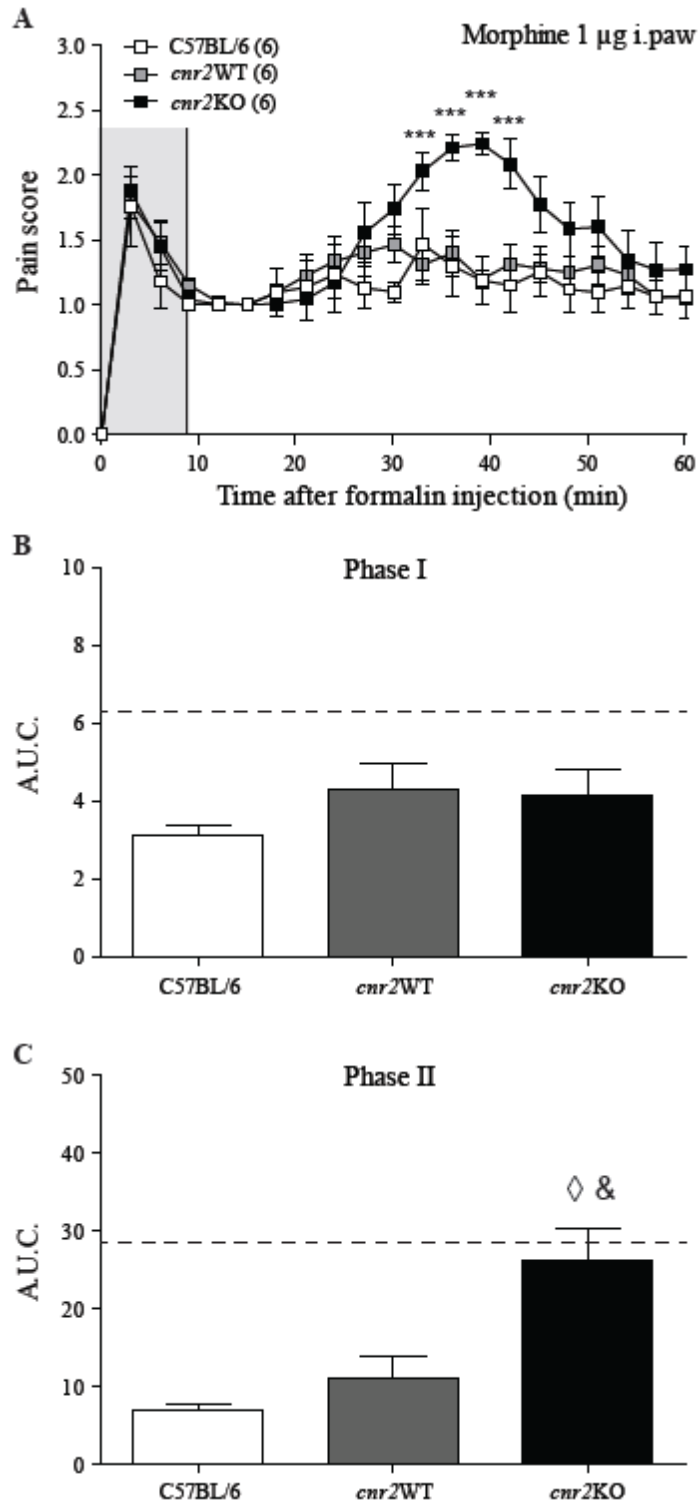 A
C57BL/6 (6)
cnr2WT (6)
cnr2KO (6)
Morphine 1 µg i.paw
***
***
***
***
3.0
2.5
2.0
1.5
1.0
0.5
0.0
Pain score
0
10
20
30
40
50
60
Time after formalin injection (min)
B
Phase I
10
8
6
4
2
0
A.U.C.
C57BL/6
cnr2WT
cnr2KO
C
Phase II
50
40
30
20
10
0
A.U.C.
◊ &
C57BL/6
cnr2WT
cnr2KO